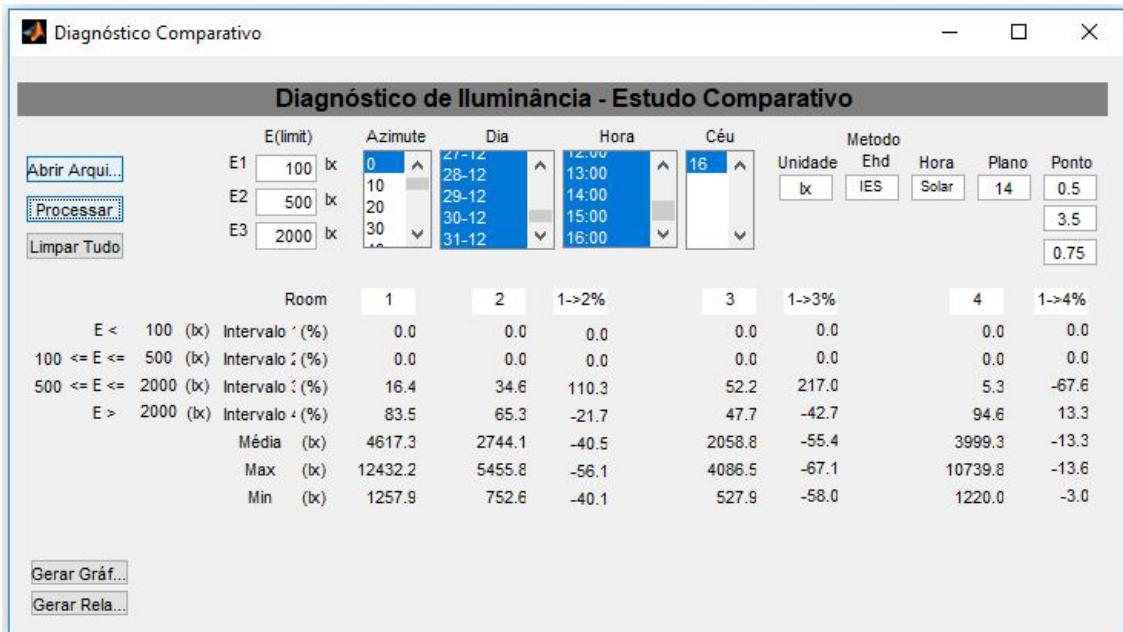 Diagnóstico Comparativo
Diagnóstico de Iluminância - Estudo Comparativo
E(limit) Azimute Dia Hora Céu Metodo
Unidade Ehd Hora Plano Ponto
Abrir Arqui... E1 100 lx 0 27-12 12:00 16
10 28-12 13:00 lx IES Solar 14 0.5
Processar E2 500 lx 20 29-12 14:00 3.5
30 30-12 15:00
Limpar Tudo E3 2000 lx 31-12 16:00 0.75
Room 1 2 1->2% 3 1->3% 4 1->4%
E < 100 (lx) Intervalo (%) 0.0 0.0 0.0 0.0 0.0 0.0 0.0
100 <= E <= 500 (lx) Intervalo (%) 0.0 0.0 0.0 0.0 0.0 0.0 0.0
500 <= E <= 2000 (lx) Intervalo (%) 16.4 34.6 110.3 52.2 217.0 5.3 -67.6
E > 2000 (lx) Intervalo (%) 83.5 65.3 -21.7 47.7 -42.7 94.6 13.3
Média (lx) 4617.3 2744.1 -40.5 2058.8 -55.4 3999.3 -13.3
Max (lx) 12432.2 5455.8 -56.1 4086.5 -67.1 10739.8 -13.6
Min (lx) 1257.9 752.6 -40.1 527.9 -58.0 1220.0 -3.0
Gerar Gráf...
Gerar Rela...